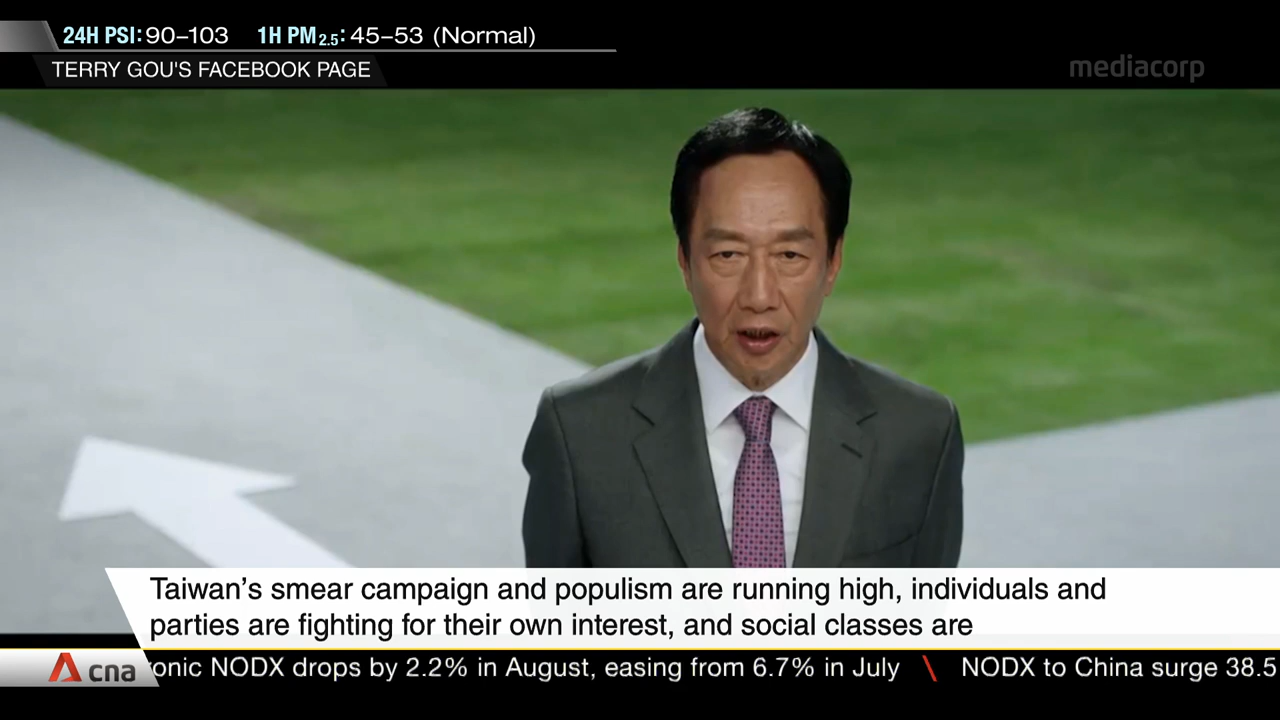 24H PSI: 90–103 1H PM2.5: 45–53 (Normal)
TERRY GOU'S FACEBOOK PAGE
mediacorp
Taiwan's smear campaign and populism are running high, individuals and
parties are fighting for their own interest, and social classes are
cna
onic NODX drops by 2.2% in August, easing from 6.7% in July \ NODX to China surge 38.5